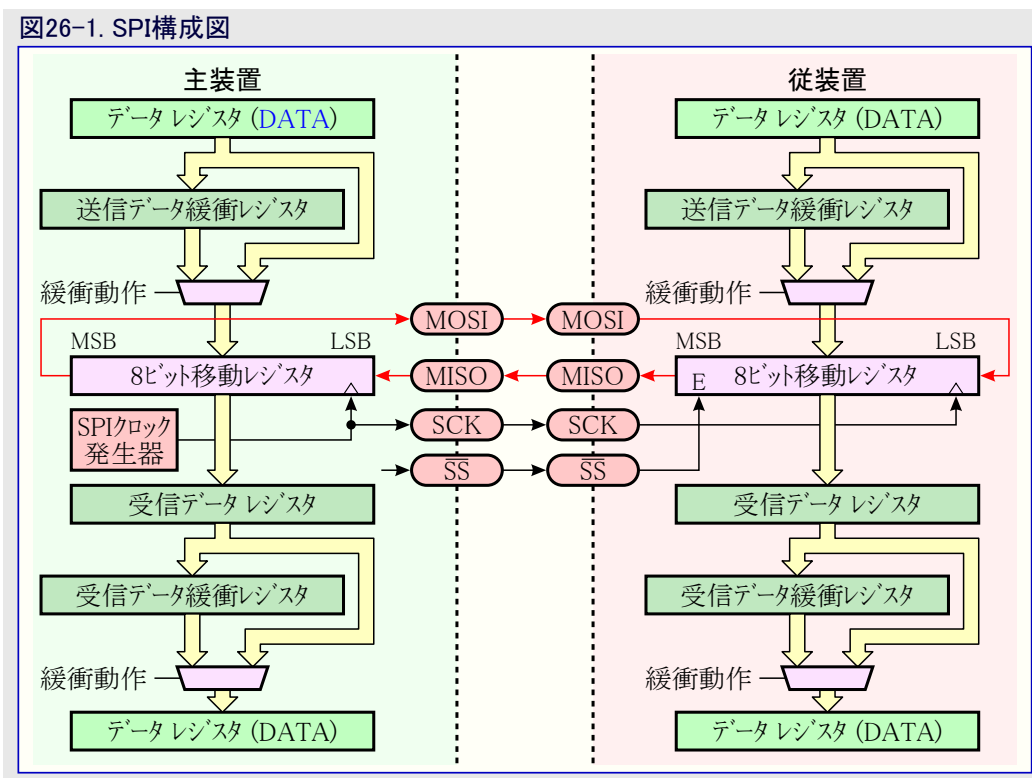 図26-1. SPI構成図
主装置
従装置
データ レジスタ (DATA)
データ レジスタ (DATA)
送信データ緩衝レジスタ
送信データ緩衝レジスタ
緩衝動作
緩衝動作
MOSI
MOSI
MSB
LSB
MSB
LSB
8ビット移動レジスタ
MISO
MISO
E
8ビット移動レジスタ
SPIクロック
発生器
SCK
SCK
SS
SS
受信データ レジスタ
受信データ レジスタ
受信データ緩衝レジスタ
受信データ緩衝レジスタ
緩衝動作
緩衝動作
データ レジスタ (DATA)
データ レジスタ (DATA)